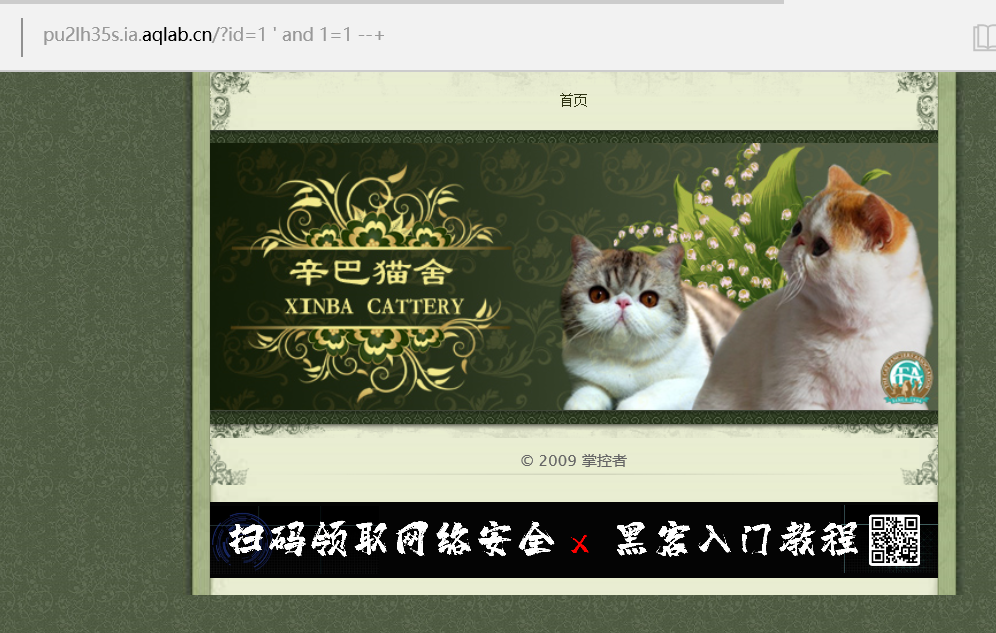 pu2lh35s.ia.aqlab.cn/?id=1 ' and 1=1 --+
首页
辛巴猫舍
XINBA CATTERY
© 2009 掌控者
扫码领取网络安全 x 黑客入门教程